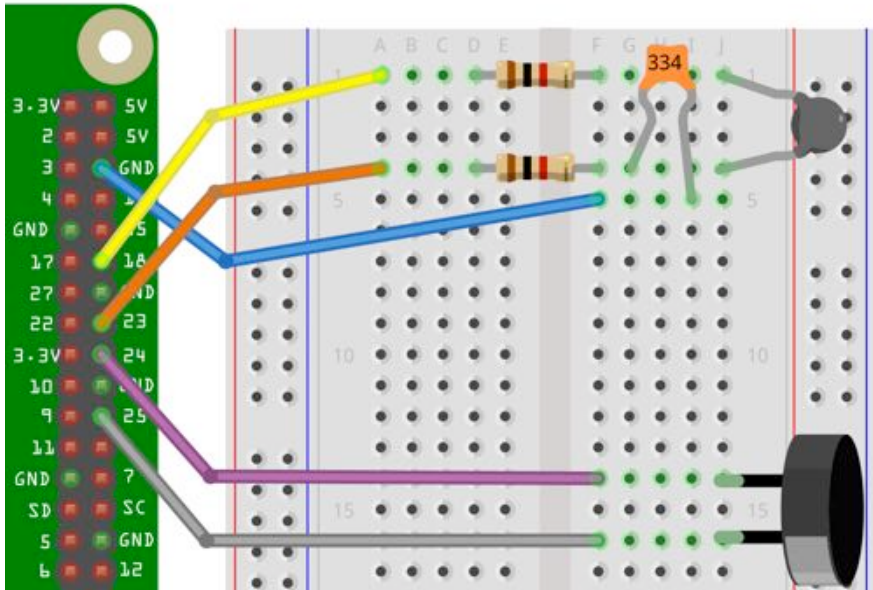 A B C D E F G H I J
334
1 1
3.3V 5V
2 5V
3 GND
4 1
5 5
GND 15
17 18
27 GND
22 23
3.3V 24
10 10
10 GND
9 25
11
GND 7
SD SC
15 15
5 GND
6 12